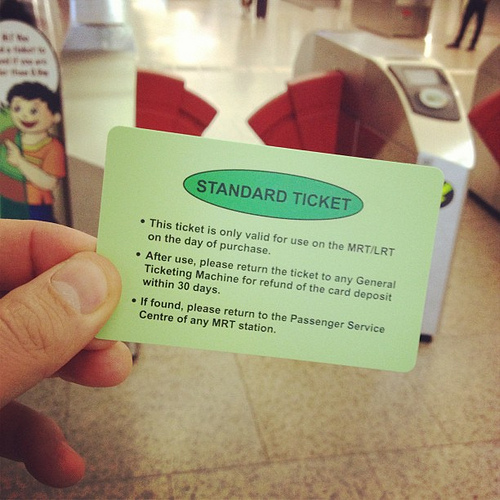 STANDARD TICKET
• This ticket is only valid for use on the MRT/LRT
on the day of purchase.
• After use, please return the ticket to any General
Ticketing Machine for refund of the card deposit
within 30 days.
• If found, please return to the Passenger Service
Centre of any MRT station.